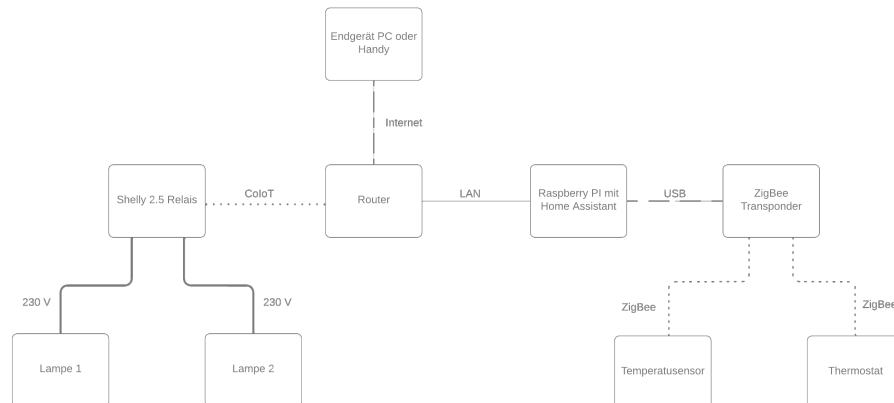 Endgerät PC oder
Handy
Internet
Shelly 2.5 Relais
CoIoT
Router
LAN
Raspberry PI mit
Home Assistant
USB
ZigBee
Transponder
230 V
230 V
ZigBee
ZigBee
Lampe 1
Lampe 2
Temperatusensor
Thermostat